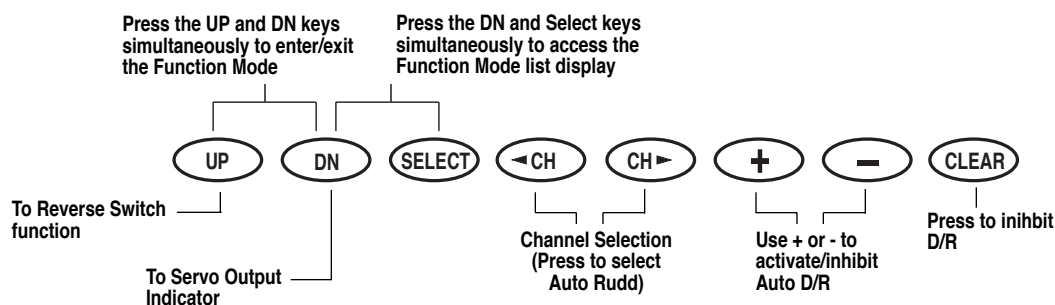 Press the UP and DN keys
simultaneously to enter/exit
the Function Mode
Press the DN and Select keys
simultaneously to access the
Function Mode list display
UP
DN
SELECT
◄ CH
CH ►
+
–
CLEAR
To Reverse Switch
function
To Servo Output
Indicator
Channel Selection
(Press to select
Auto Rudd)
Use + or - to
activate/inhibit
Auto D/R
Press to inihbit
D/R